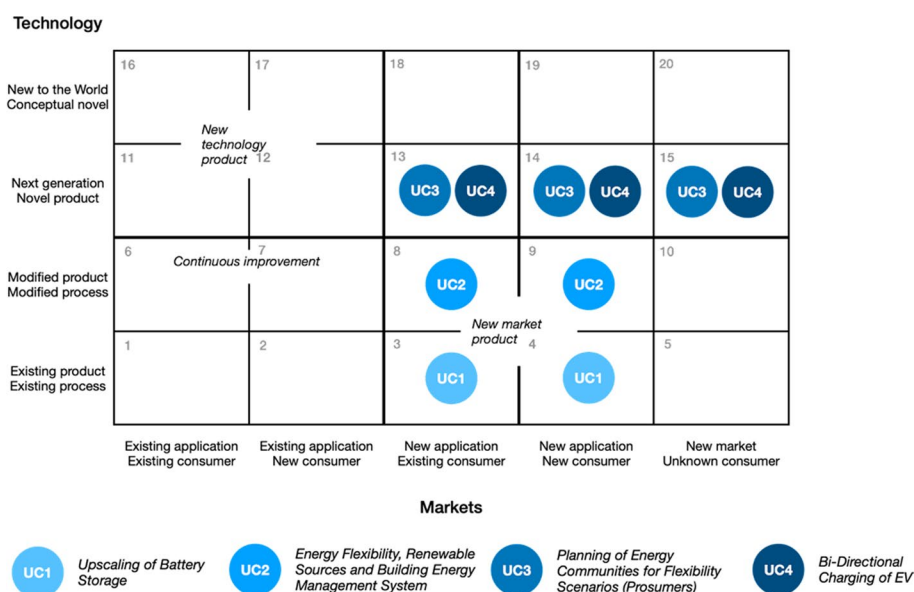 Technology
16
17
18
19
20
New to the World
Conceptual novel
New
technology
product
11
12
13
14
15
Next generation
Novel product
UC3
UC4
UC3
UC4
UC3
UC4
6
7
8
9
10
Continuous improvement
Modified product
Modified process
UC2
UC2
New market
product
1
2
3
4
5
Existing product
Existing process
UC1
UC1
Existing application
Existing consumer
Existing application
New consumer
New application
Existing consumer
New application
New consumer
New market
Unknown consumer
Markets
UC1
Upscaling of Battery
Storage
UC2
Energy Flexibility, Renewable
Sources and Building Energy
Management System
UC3
Planning of Energy
Communities for Flexibility
Scenarios (Prosumers)
UC4
Bi-Directional
Charging of EV